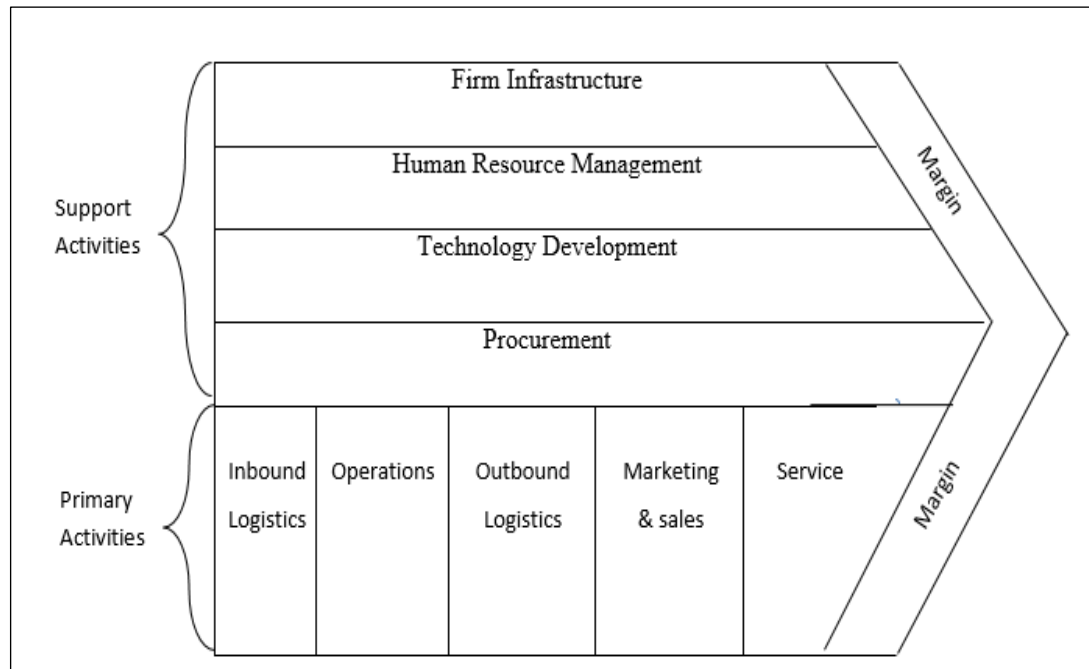 Firm Infrastructure
Human Resource Management
Technology Development
Procurement
Support
Activities
Margin
Primary
Activities
Inbound
Logistics
Operations
Outbound
Logistics
Marketing
& sales
Service
Margin